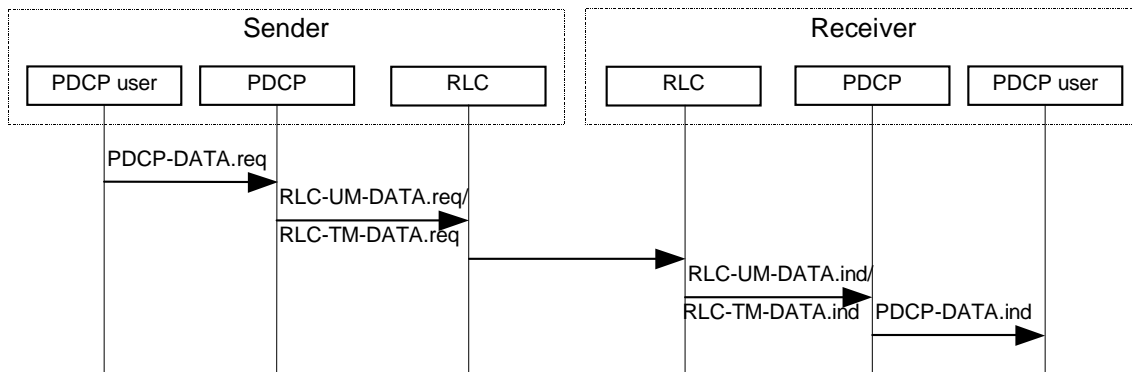 Sender
Receiver
PDCP user
PDCP
RLC
RLC
PDCP
PDCP user
PDCP-DATA.req
RLC-UM-DATA.req/
RLC-TM-DATA.req
RLC-UM-DATA.ind/
RLC-TM-DATA.ind
PDCP-DATA.ind